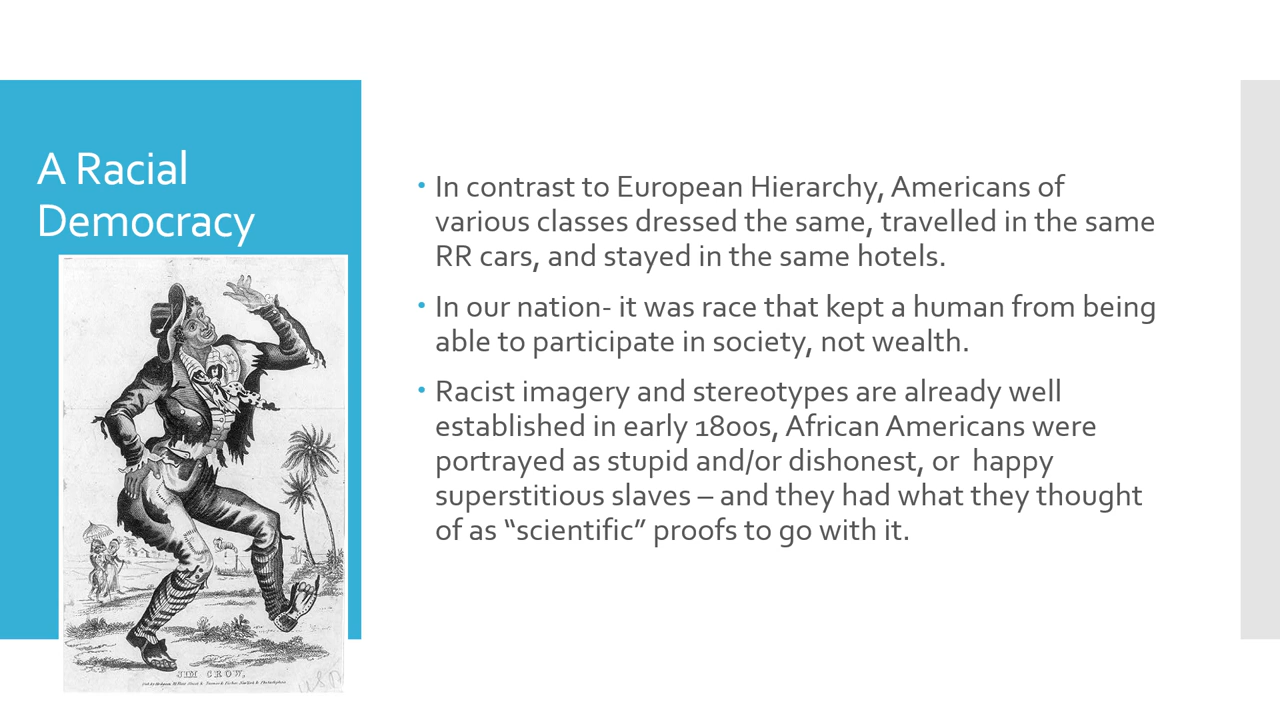 A Racial
Democracy
• In contrast to European Hierarchy, Americans of
various classes dressed the same, travelled in the same
RR cars, and stayed in the same hotels.
• In our nation- it was race that kept a human from being
able to participate in society, not wealth.
• Racist imagery and stereotypes are already well
established in early 1800s, African Americans were
portrayed as stupid and/or dishonest, or  happy
superstitious slaves – and they had what they thought
of as “scientific” proofs to go with it.
JIM CROW.